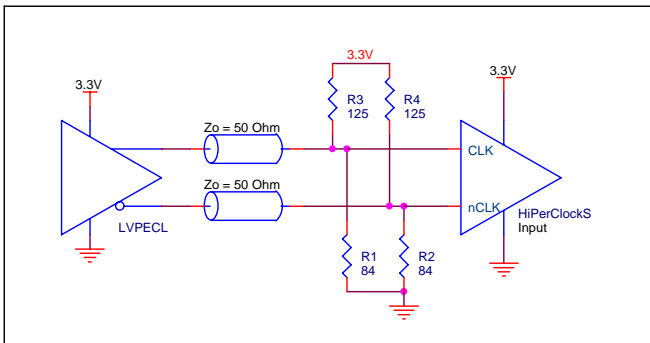 3.3V
3.3V
3.3V
R3
125
R4
125
Zo = 50 Ohm
CLK
Zo = 50 Ohm
nCLK
HiPerClockS
Input
LVPECL
R1
84
R2
84